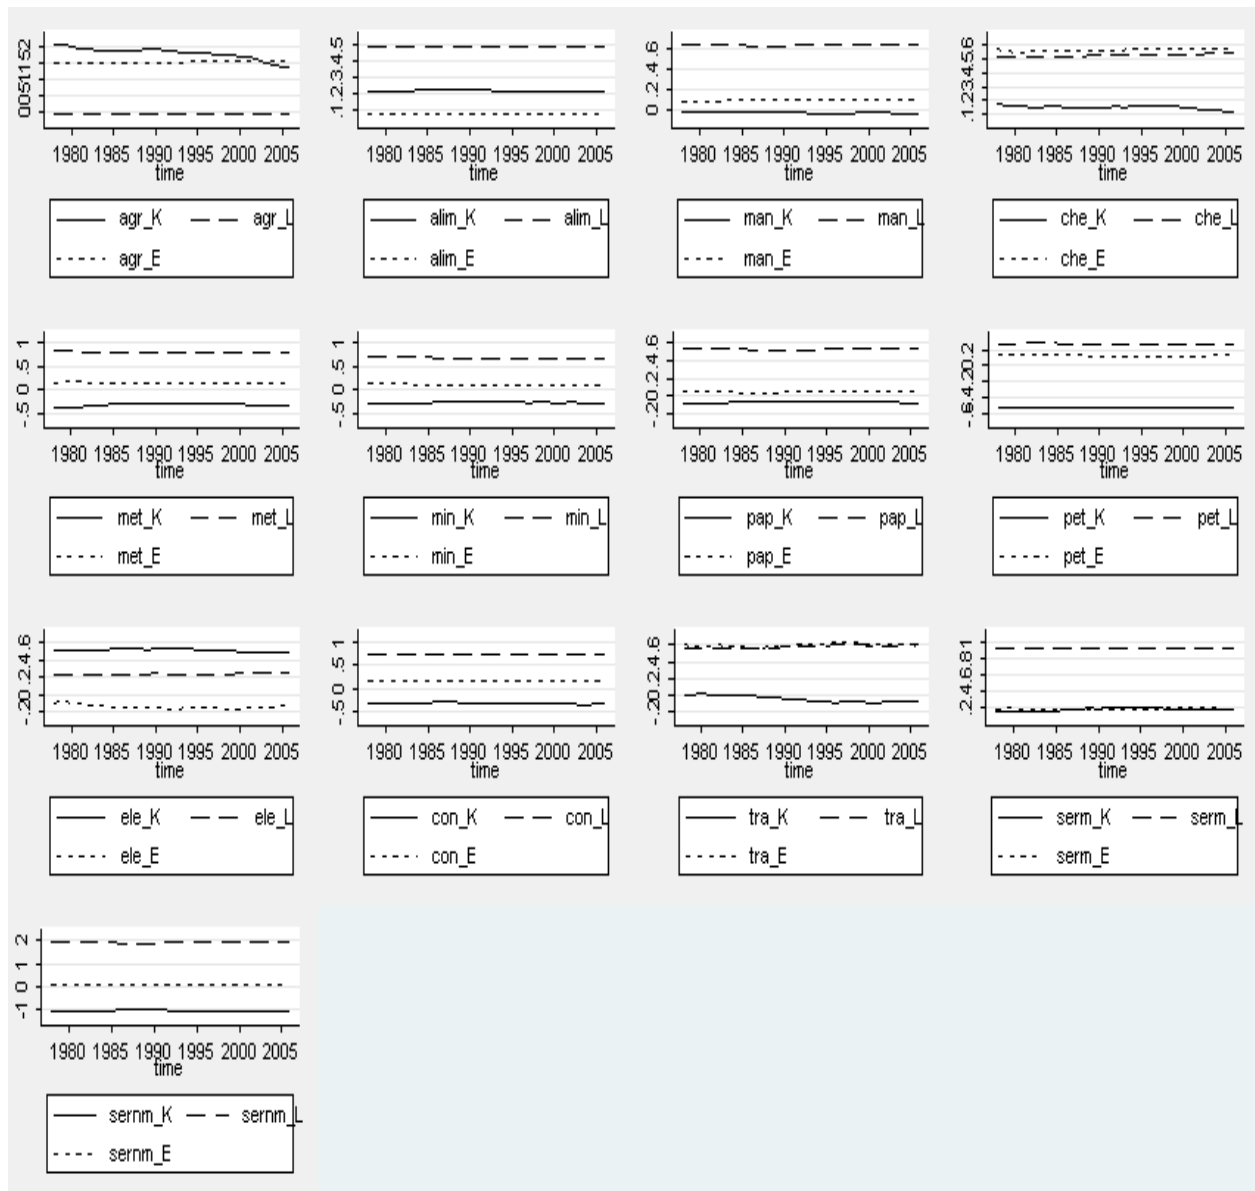 0051152
1980 1985 1990 1995 2000 2005
time
agr_K agr_L
agr_E
.1.2.3.4.5
1980 1985 1990 1995 2000 2005
time
alim_K alim_L
alim_E
0 .2 .4 .6
1980 1985 1990 1995 2000 2005
time
man_K man_L
man_E
1980 1985 1990 1995 2000 2005
time
che_K che_L
che_E
-.5 0 .5 1
1980 1985 1990 1995 2000 2005
time
met_K met_L
met_E
-.5 0 .5 1
1980 1985 1990 1995 2000 2005
time
min_K min_L
min_E
-.20.2.4.6
1980 1985 1990 1995 2000 2005
time
pap_K pap_L
pap_E
1980 1985 1990 1995 2000 2005
time
pet_K pet_L
pet_E
-.20.2.4.6
1980 1985 1990 1995 2000 2005
time
ele_K ele_L
ele_E
-.5 0 .5 1
1980 1985 1990 1995 2000 2005
time
con_K con_L
con_E
-.20.2.4.6
1980 1985 1990 1995 2000 2005
time
tra_K tra_L
tra_E
.2.4.6.81
1980 1985 1990 1995 2000 2005
time
serm_K serm_L
serm_E
-1 0 1 2
1980 1985 1990 1995 2000 2005
time
sernm_K sernm_L
sernm_E